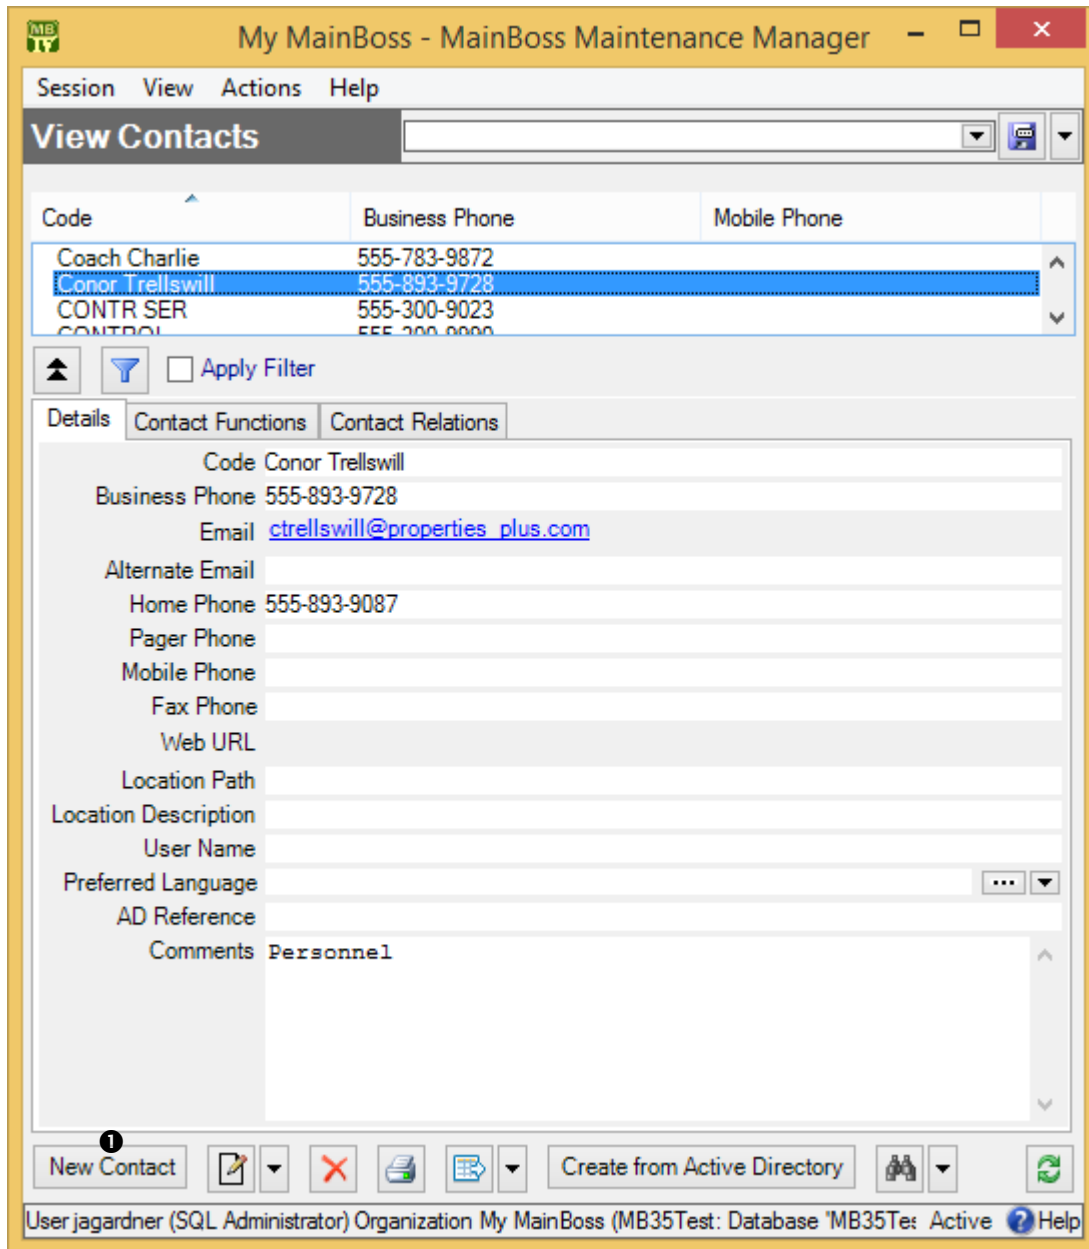 MB
TY
My MainBoss - MainBoss Maintenance Manager
Session View Actions Help
View Contacts
Code Business Phone Mobile Phone
Coach Charlie 555-783-9872
Conor Trellswill 555-893-9728
CONTR SER 555-300-9023
CONTROL
Apply Filter
Details Contact Functions Contact Relations
Code Conor Trellswill
Business Phone 555-893-9728
Email ctrellswill@properties_plus.com
Alternate Email
Home Phone 555-893-9087
Pager Phone
Mobile Phone
Fax Phone
Web URL
Location Path
Location Description
User Name
Preferred Language ...
AD Reference
Comments Personnel
❶
New Contact Create from Active Directory
User jagardner (SQL Administrator) Organization My MainBoss (MB35Test: Database 'MB35Tes Active Help